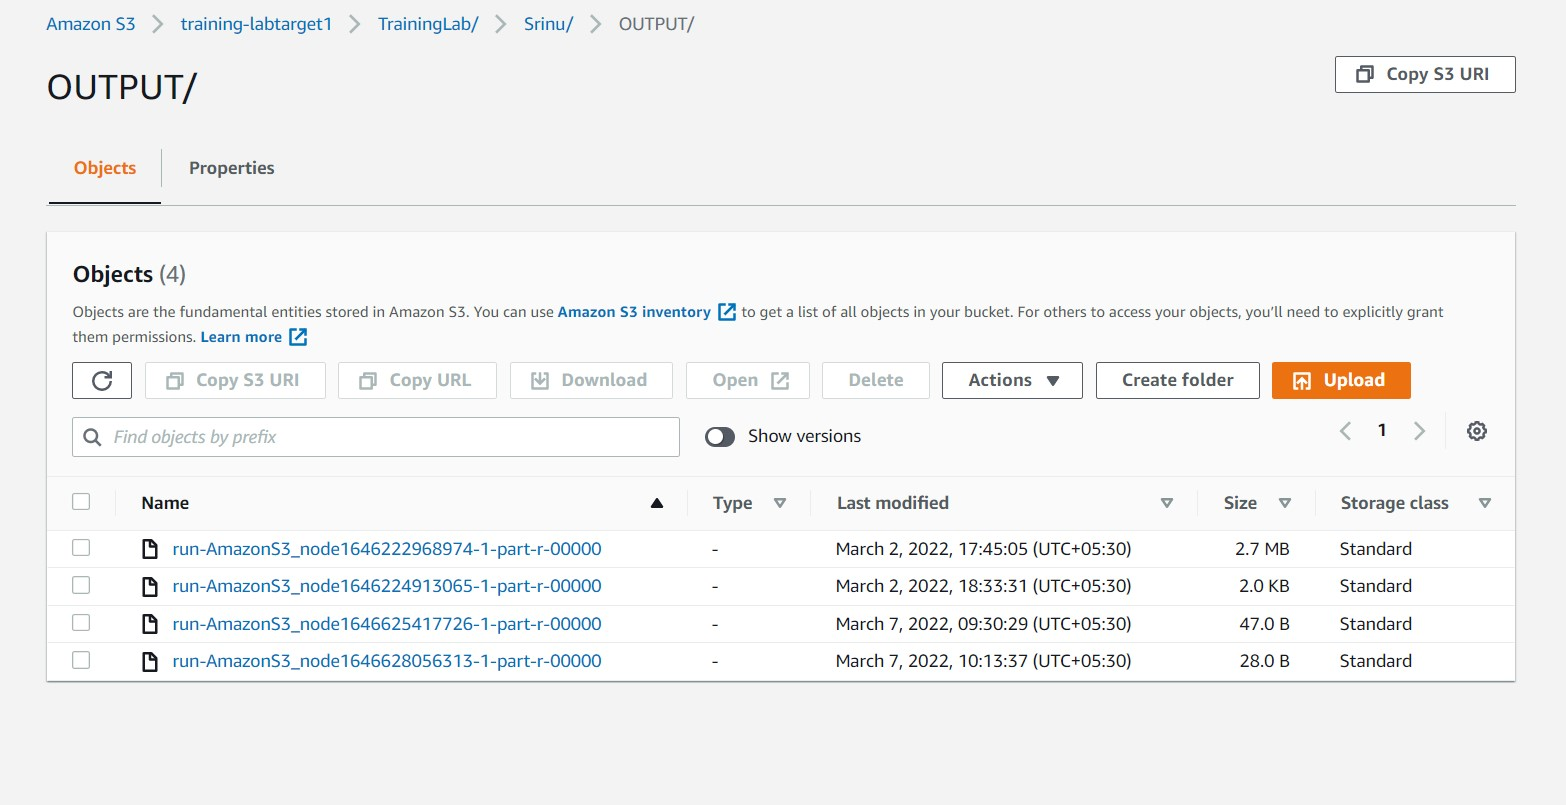 Amazon S3 training-labtarget1 TrainingLab/ Srinu/ OUTPUT/
OUTPUT/
Copy S3 URI
Objects Properties
Objects (4)
Objects are the fundamental entities stored in Amazon S3. You can use Amazon S3 inventory to get a list of all objects in your bucket. For others to access your objects, you’ll need to explicitly grant
them permissions. Learn more
Copy S3 URI Copy URL Download Open Delete Actions Create folder Upload
Find objects by prefix Show versions 1
Name Type Last modified Size Storage class
run-AmazonS3_node1646222968974-1-part-r-00000 - March 2, 2022, 17:45:05 (UTC+05:30) 2.7 MB Standard
run-AmazonS3_node1646224913065-1-part-r-00000 - March 2, 2022, 18:33:31 (UTC+05:30) 2.0 KB Standard
run-AmazonS3_node1646625417726-1-part-r-00000 - March 7, 2022, 09:30:29 (UTC+05:30) 47.0 B Standard
run-AmazonS3_node1646628056313-1-part-r-00000 - March 7, 2022, 10:13:37 (UTC+05:30) 28.0 B Standard